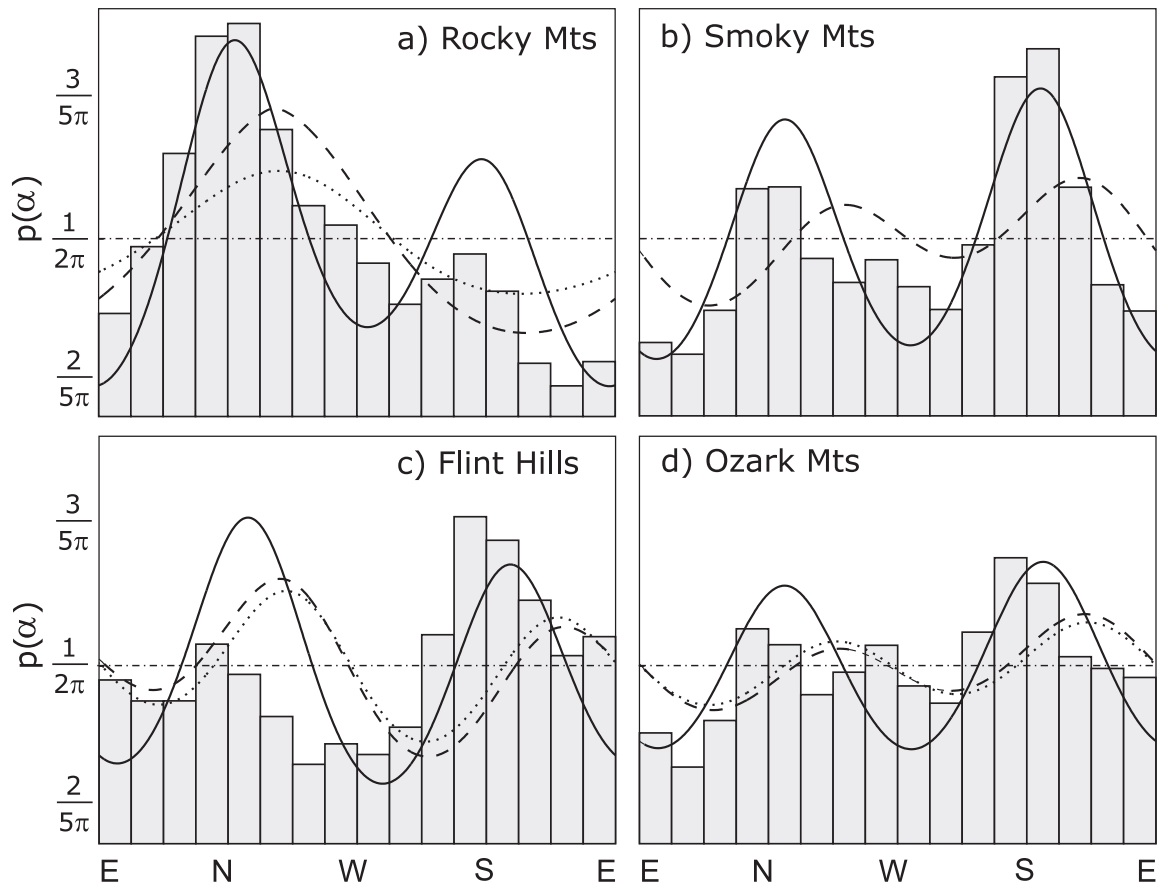 a) Rocky Mts
b) Smoky Mts
p(α)
3
5π
1
2π
2
5π
c) Flint Hills
d) Ozark Mts
p(α)
3
5π
1
2π
2
5π
E N W S E
E N W S E